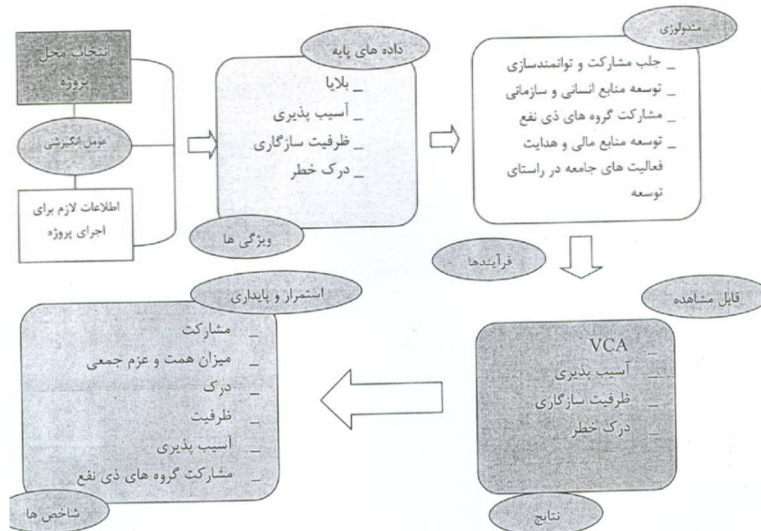 انتخاب محل
پروژه
عوامل انگیزشی
اطلاعات لازم برای
اجرای پروژه
داده های پایه
_ بلایا
_ آسیب پذیری
_ ظرفیت سازگاری
_ درک خطر
ویژگی ها
متدولوژی
_ جلب مشارکت و توانمندسازی
_ توسعه منابع انسانی و سازمانی
_ مشارکت گروه های ذی نفع
_ توسعه منابع مالی و هدایت
فعالیت های جامعه در راستای
توسعه
فرآیندها
قابل مشاهده
_ VCA
_ آسیب پذیری
_ ظرفیت سازگاری
_ درک خطر
نتایج
استمرار و پایداری
_ مشارکت
_ میزان همت و عزم جمعی
_ درک
_ ظرفیت
_ آسیب پذیری
_ مشارکت گروه های ذی نفع
شاخص ها